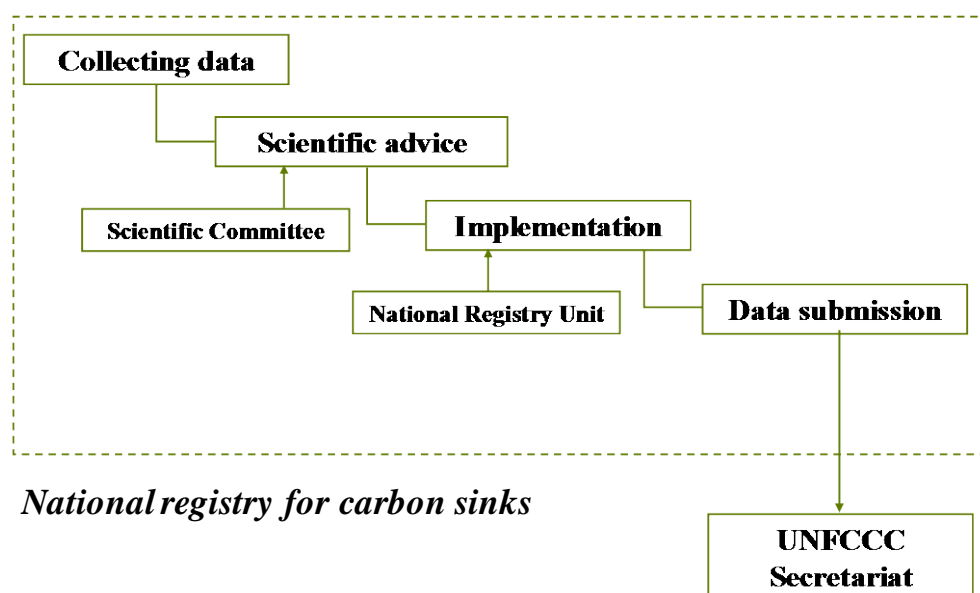 Collecting data
Scientific advice
Scientific Committee
Implementation
National Registry Unit
Data submission
National registry for carbon sinks
UNFCCC
Secretariat